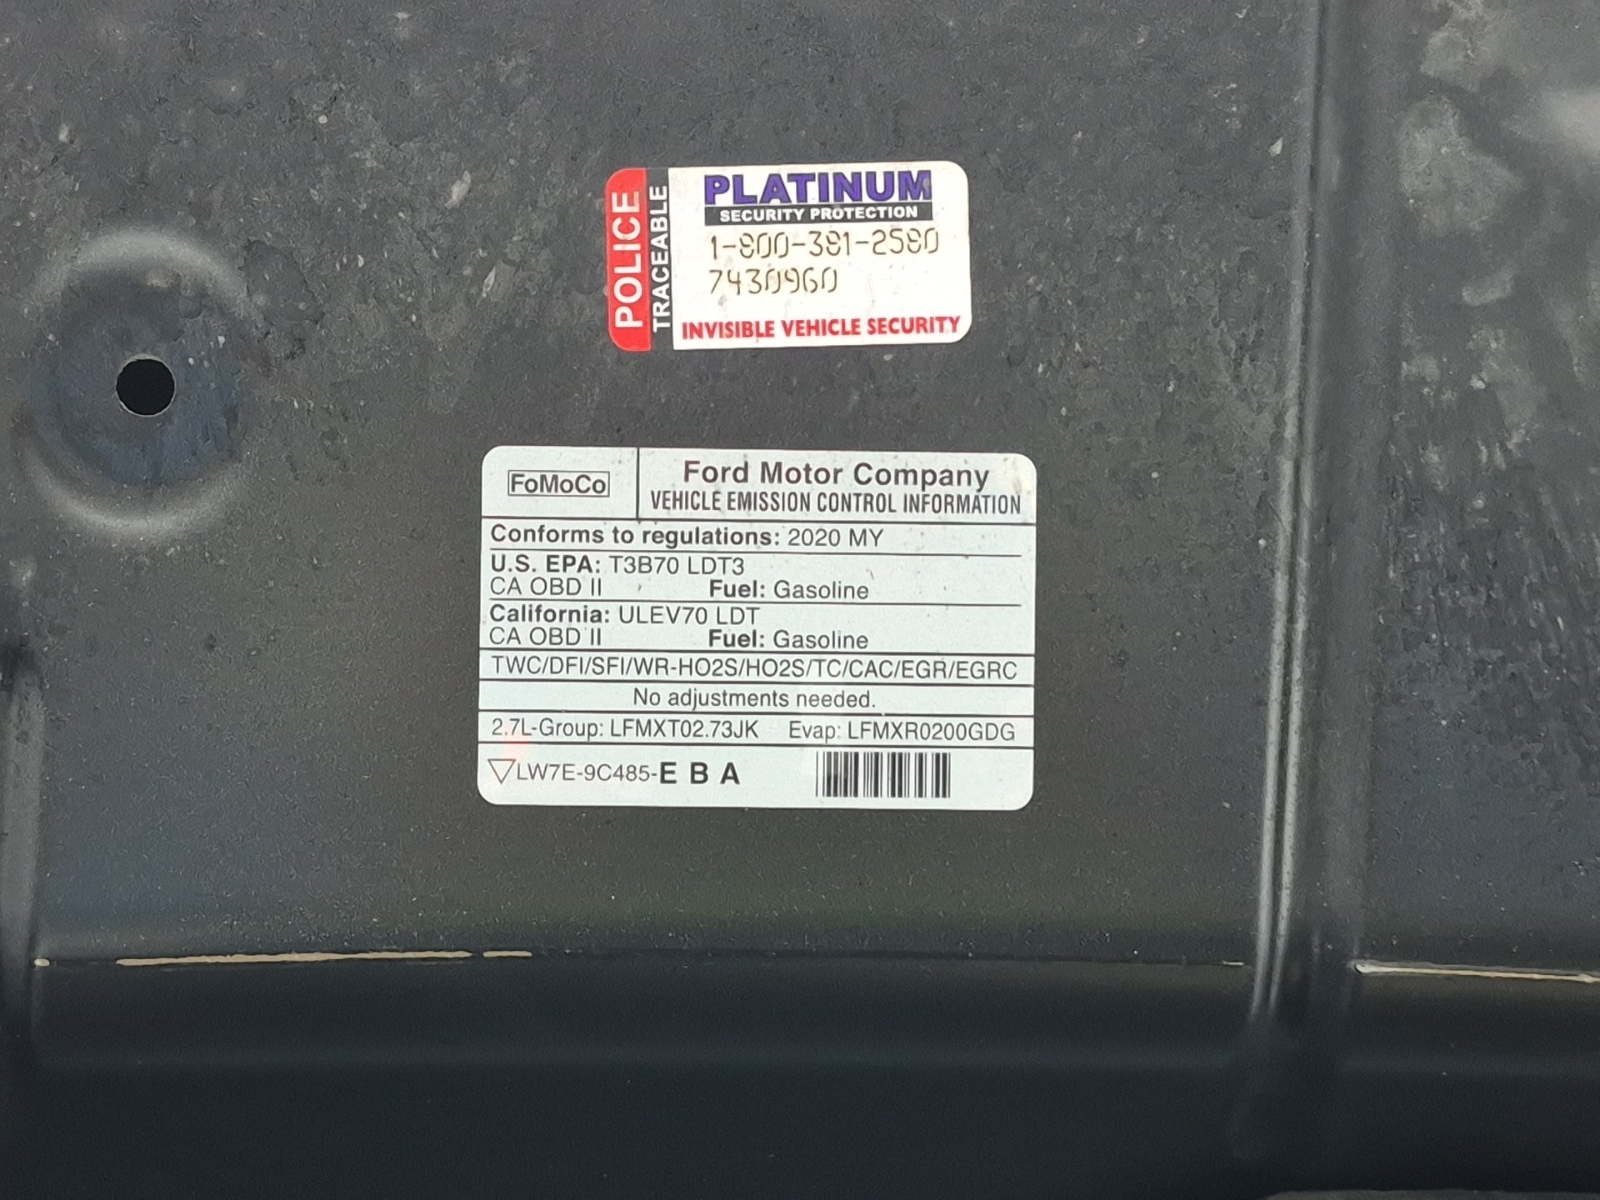 POLICE
TRACEABLE
PLATINUM
SECURITY PROTECTION
1-800-381-2580
7430960
INVISIBLE VEHICLE SECURITY
FoMoCo
Ford Motor Company
VEHICLE EMISSION CONTROL INFORMATION
Conforms to regulations: 2020 MY
U.S. EPA: T3B70 LDT3
CA OBD II Fuel: Gasoline
California: ULEV70 LDT
CA OBD II Fuel: Gasoline
TWC/DFI/SFI/WR-HO2S/HO2S/TC/CAC/EGR/EGRC
No adjustments needed.
2.7L-Group: LFMXT02.73JK Evap: LFMXR0200GDG
LW7E-9C485-E B A